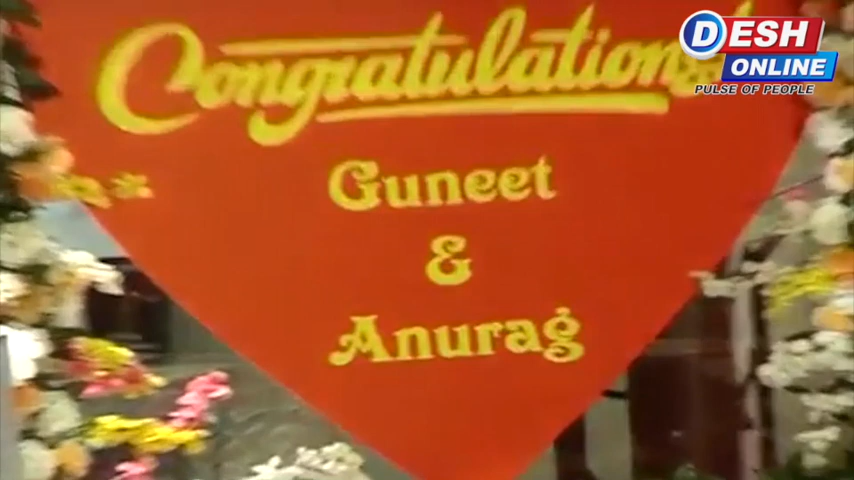 Congratulations
Guneet
&
Anurag
DESH
ONLINE
PULSE OF PEOPLE